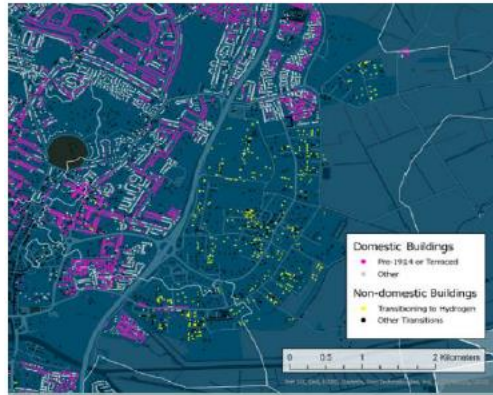 Domestic Buildings
Pre-1914 or Terraced
Other
Non-domestic Buildings
Transitioning to Hydrogen
Other Transitions
0 0.5 1 2 Kilometers